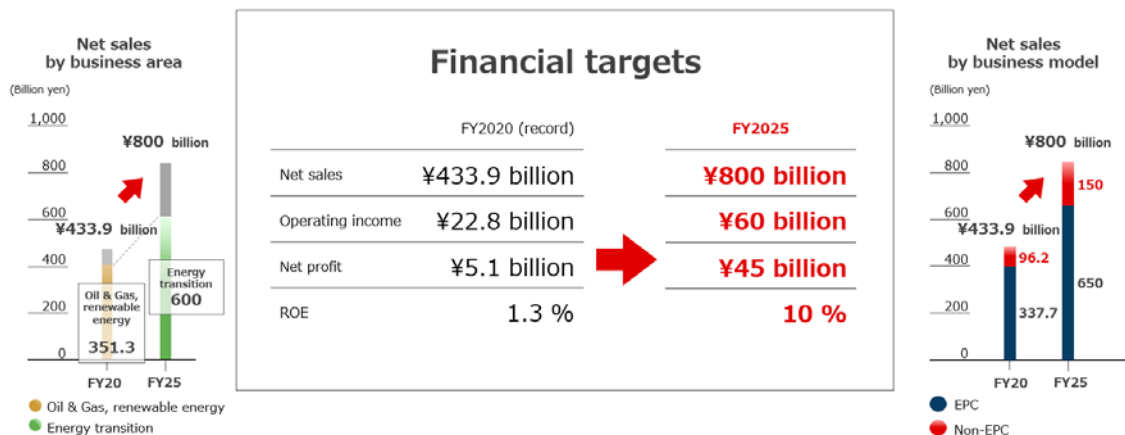 Net sales
by business area
(Billion yen)
1,000
800
600
400
200
0
¥800 billion
¥433.9 billion
Oil & Gas,
renewable
energy
351.3
Energy
transition
600
FY20
FY25
Oil & Gas, renewable energy
Energy transition
Financial targets
FY2020 (record)
FY2025
Net sales
¥433.9 billion
¥800 billion
Operating income
¥22.8 billion
¥60 billion
Net profit
¥5.1 billion
¥45 billion
ROE
1.3 %
10 %
Net sales
by business model
(Billion yen)
1,000
800
600
400
200
0
¥800 billion
150
¥433.9 billion
96.2
650
337.7
FY20
FY25
EPC
Non-EPC